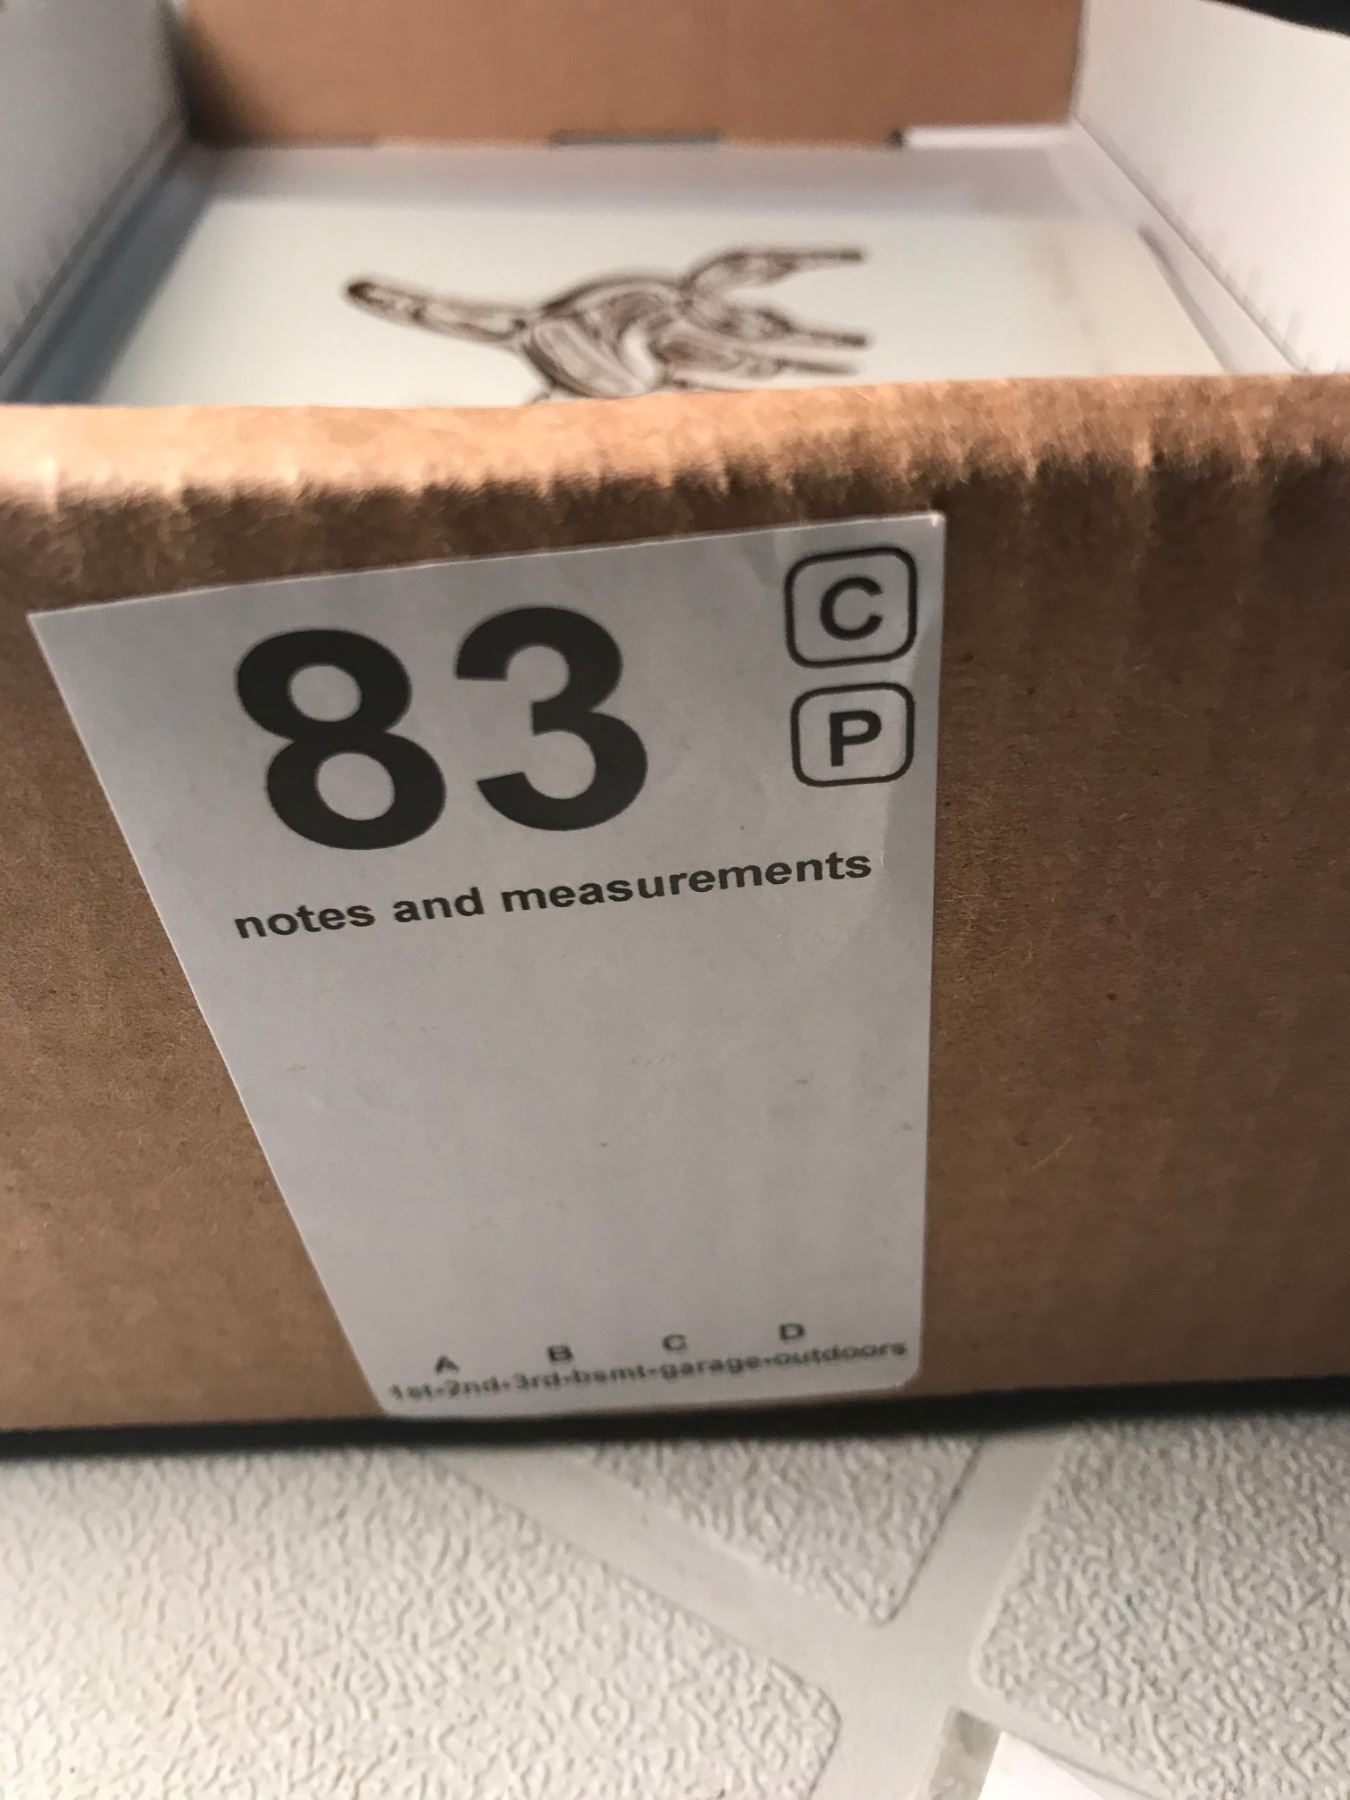 83
C
P
notes and measurements
A B C D
1st-2nd-3rd-bsmt-garage-outdoors